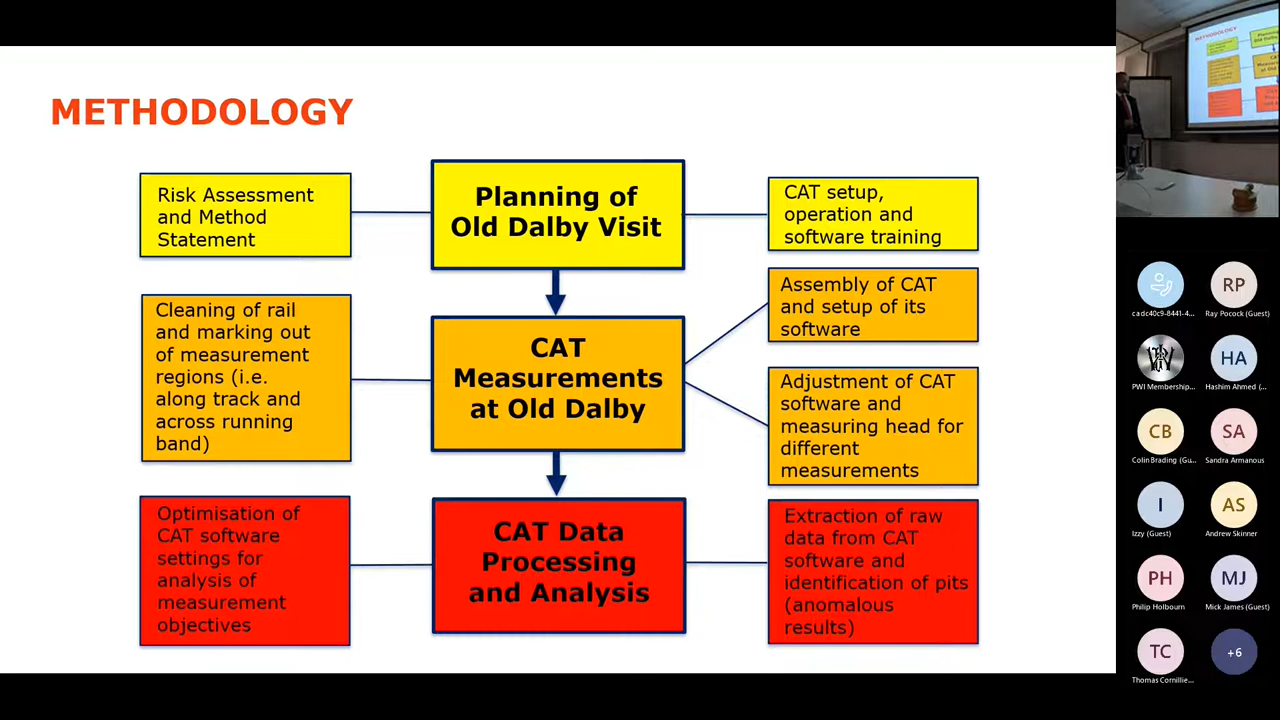 METHODOLOGY
Risk Assessment
and Method
Statement
Planning of
Old Dalby Visit
CAT setup,
operation and
software training
Cleaning of rail
and marking out
of measurement
regions (i.e.
along track and
across running
band)
CAT
Measurements
at Old Dalby
Assembly of CAT
and setup of its
software
Adjustment of CAT
software and
measuring head for
different
measurements
Optimisation of
CAT software
settings for
analysis of
measurement
objectives
CAT Data
Processing
and Analysis
Extraction of raw
data from CAT
software and
identification of pits
(anomalous
results)
METHODOLOGY
cadc40c9-8441-4...
RP
Ray Pocock (Guest)
PWI Membership...
HA
Hashim Ahmed (...
CB
Colin Brading (Gu...
SA
Sandra Armanous
I
Izzy (Guest)
AS
Andrew Skinner
PH
Philip Holbourn
MJ
Mick James (Guest)
TC
Thomas Cornillie...
+6